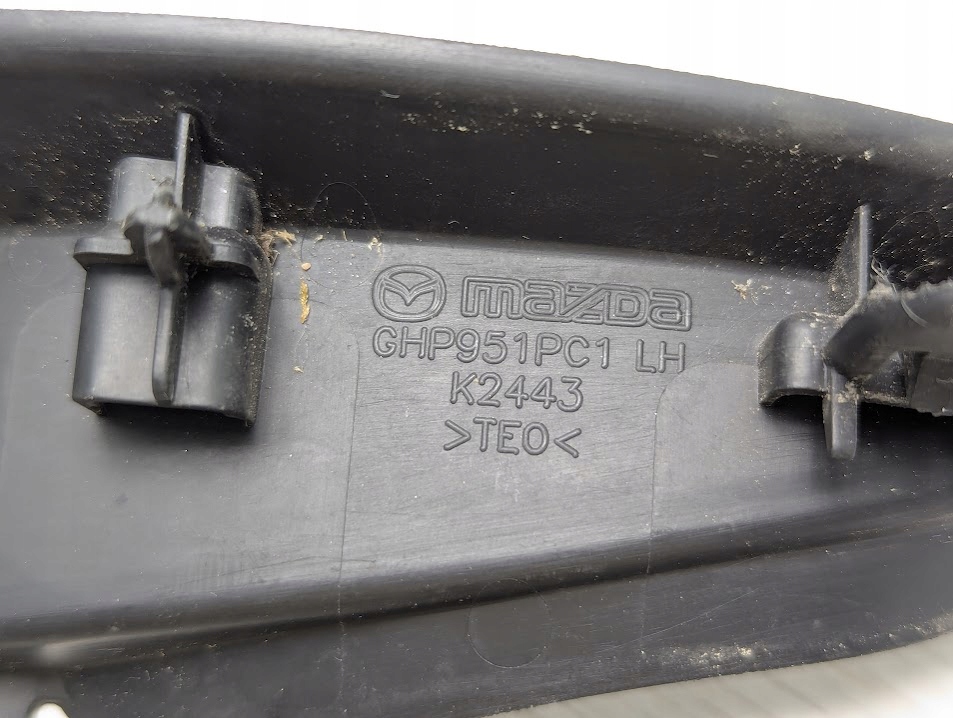 mazda
GHP951PC1 LH
K2443
>TEO<